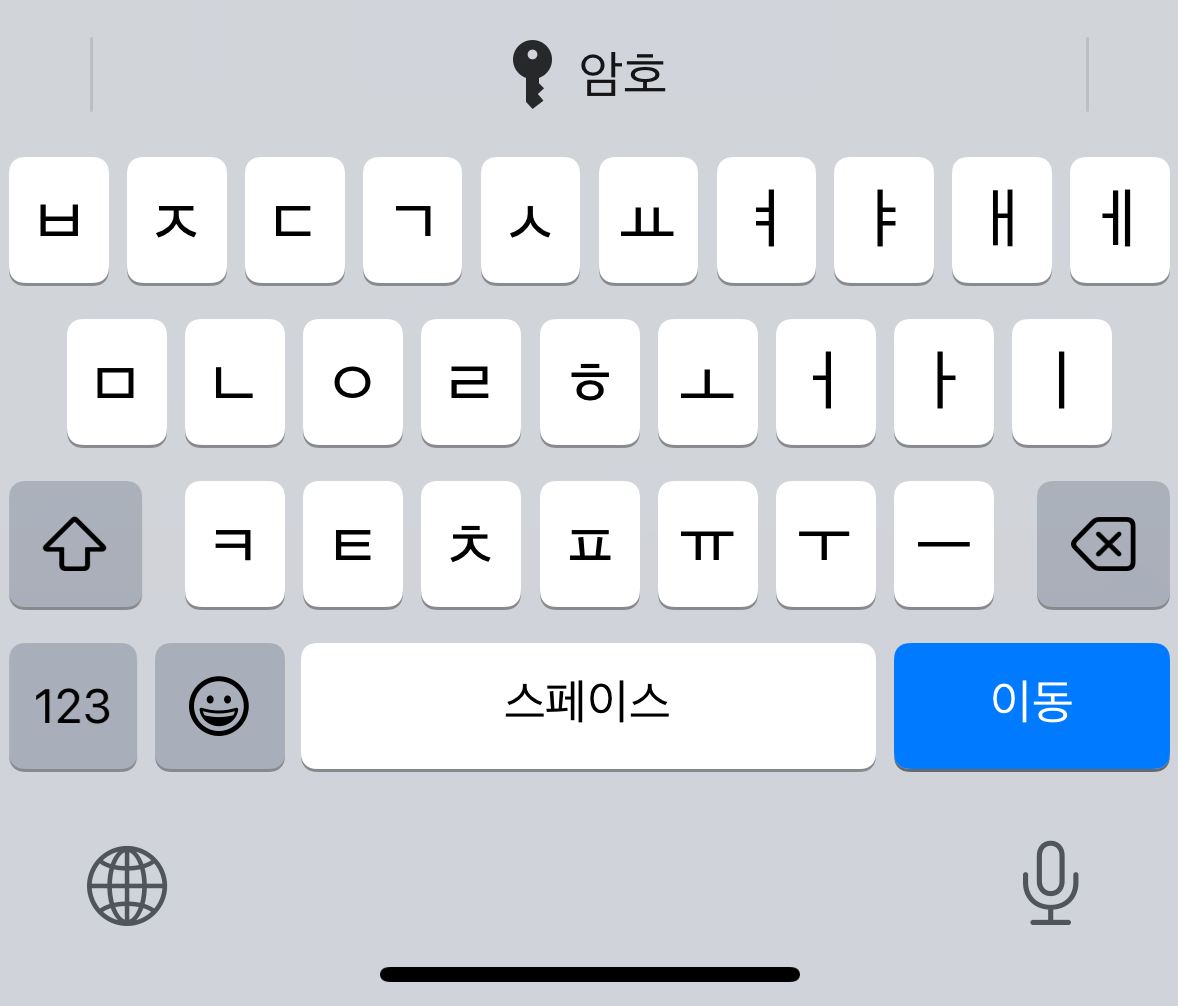 암호
ㅂ ㅈ ㄷ ㄱ ㅅ ㅛ ㅕ ㅑ ㅐ ㅔ
ㅁ ㄴ ㅇ ㄹ ㅎ ㅗ ㅓ ㅏ ㅣ
ㅋ ㅌ ㅊ ㅍ ㅠ ㅜ ㅡ
123 스페이스 이동